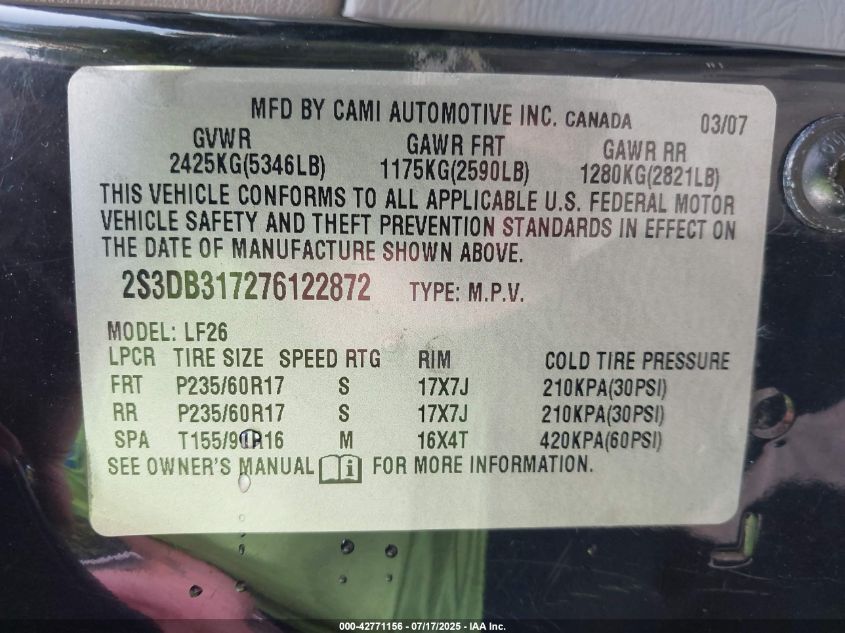 MFD BY CAMI AUTOMOTIVE INC. CANADA 03/07
GVWR GAWR FRT GAWR RR
2425KG(5346LB) 1175KG(2590LB) 1280KG(2821LB)
THIS VEHICLE CONFORMS TO ALL APPLICABLE U.S. FEDERAL MOTOR
VEHICLE SAFETY AND THEFT PREVENTION STANDARDS IN EFFECT ON
THE DATE OF MANUFACTURE SHOWN ABOVE.
2S3DB317276122872 TYPE: M.P.V.
MODEL: LF26
LPCR TIRE SIZE SPEED RTG RIM COLD TIRE PRESSURE
FRT P235/60R17 S 17X7J 210KPA(30PSI)
RR P235/60R17 S 17X7J 210KPA(30PSI)
SPA T155/90R16 M 16X4T 420KPA(60PSI)
SEE OWNER'S MANUAL FOR MORE INFORMATION.
000-42771156 - 07/17/2025 - IAA Inc.